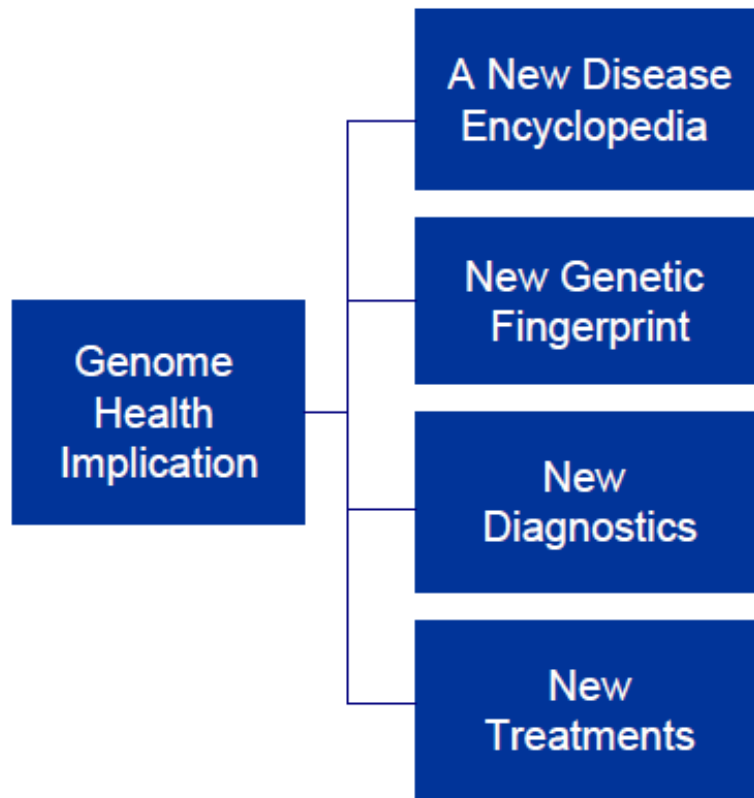 Genome
Health
Implication
A New Disease
Encyclopedia
New Genetic
Fingerprint
New
Diagnostics
New
Treatments